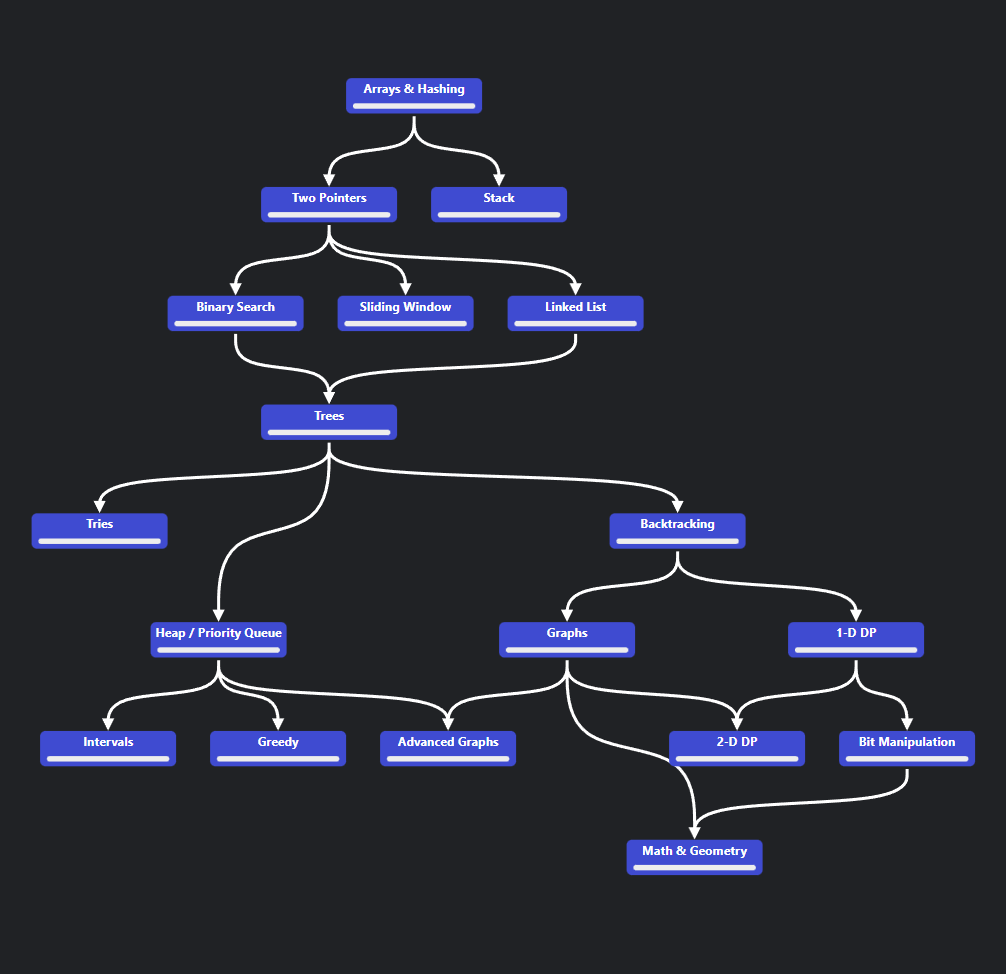 Arrays & Hashing
Two Pointers
Stack
Binary Search
Sliding Window
Linked List
Trees
Tries
Backtracking
Heap / Priority Queue
Graphs
1-D DP
Intervals
Greedy
Advanced Graphs
2-D DP
Bit Manipulation
Math & Geometry